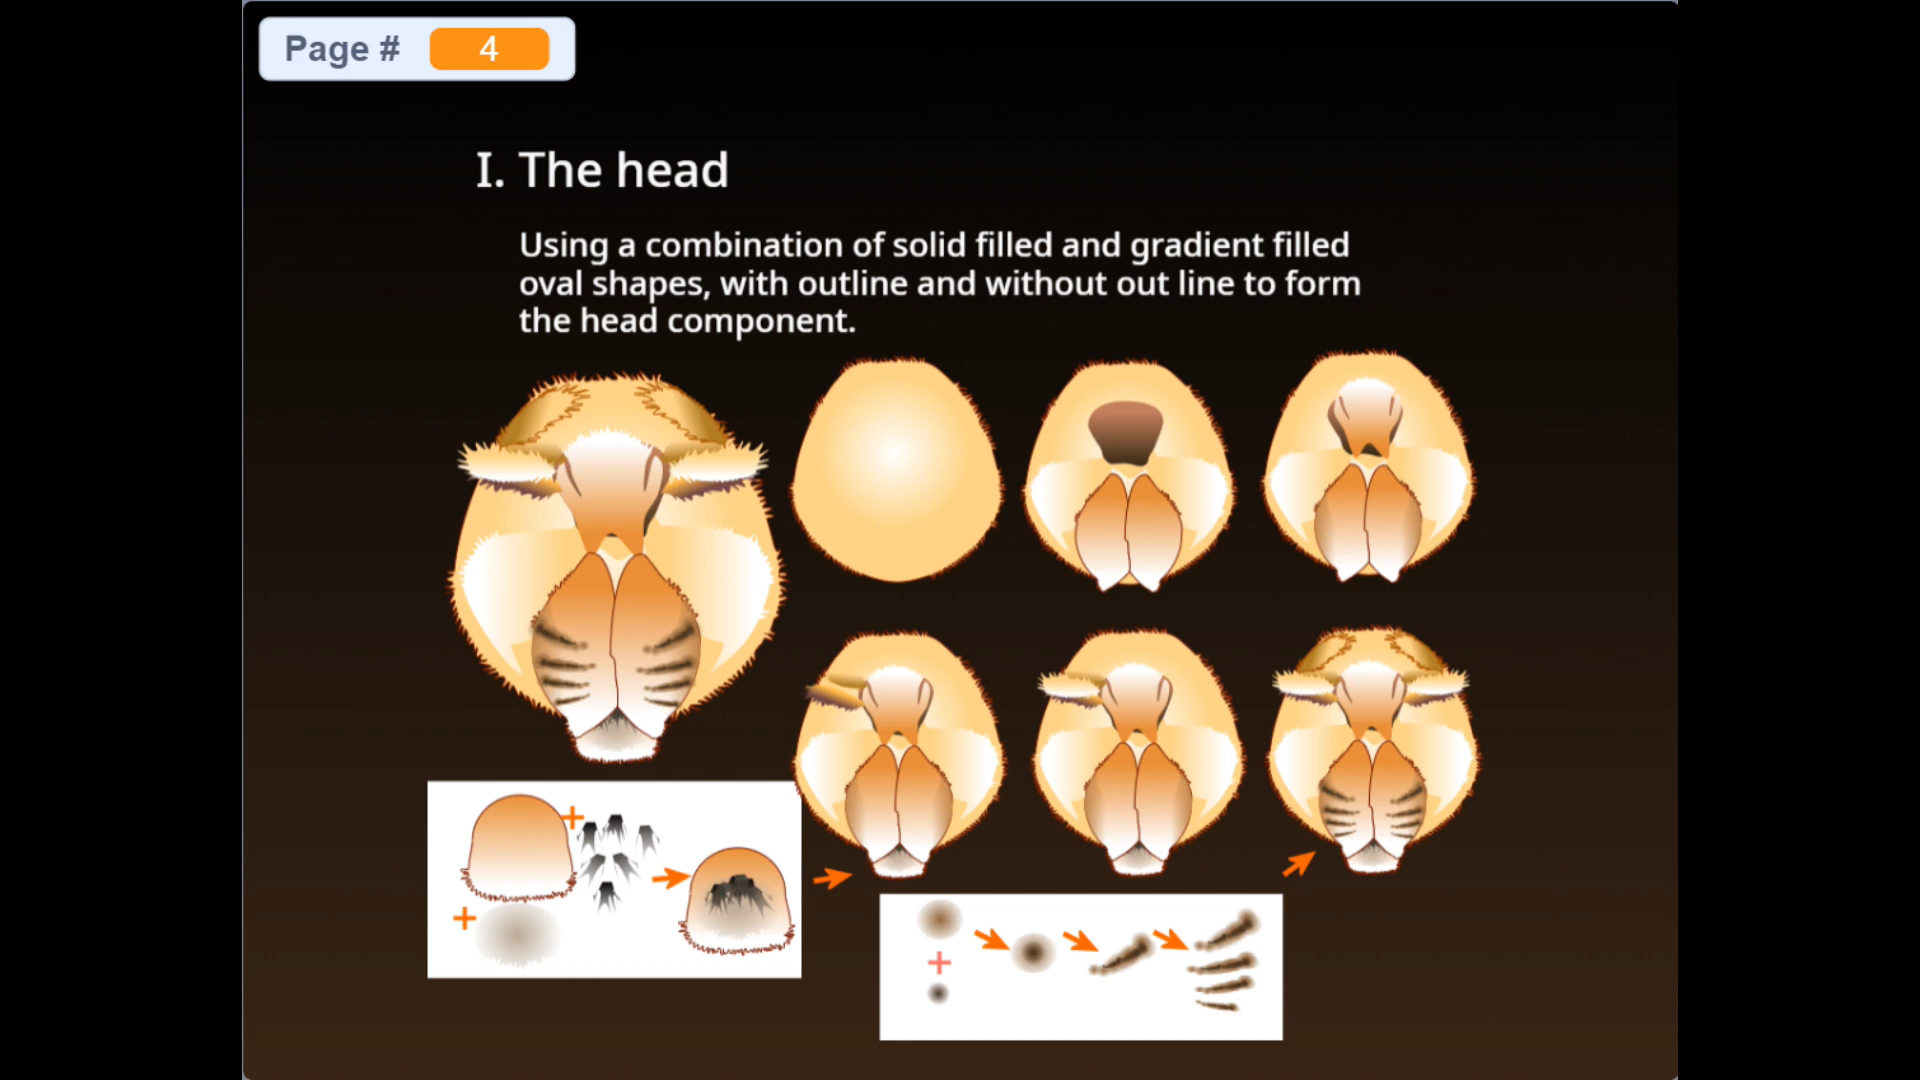 Page # 4
I. The head
Using a combination of solid filled and gradient filled
oval shapes, with outline and without out line to form
the head component.